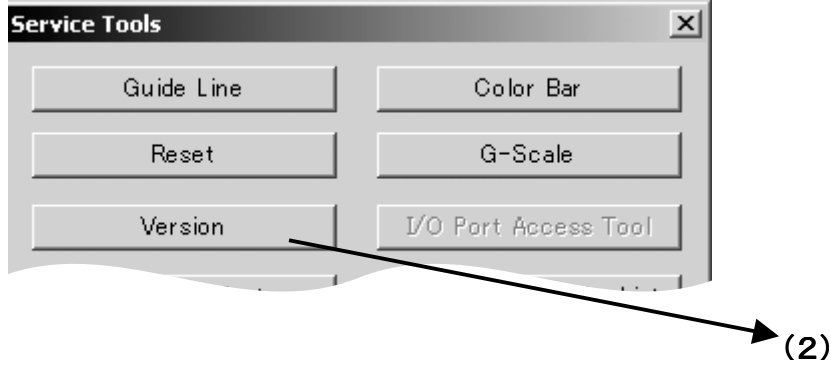 Service Tools
Guide Line
Color Bar
Reset
G-Scale
Version
I/O Port Access Tool
(2)